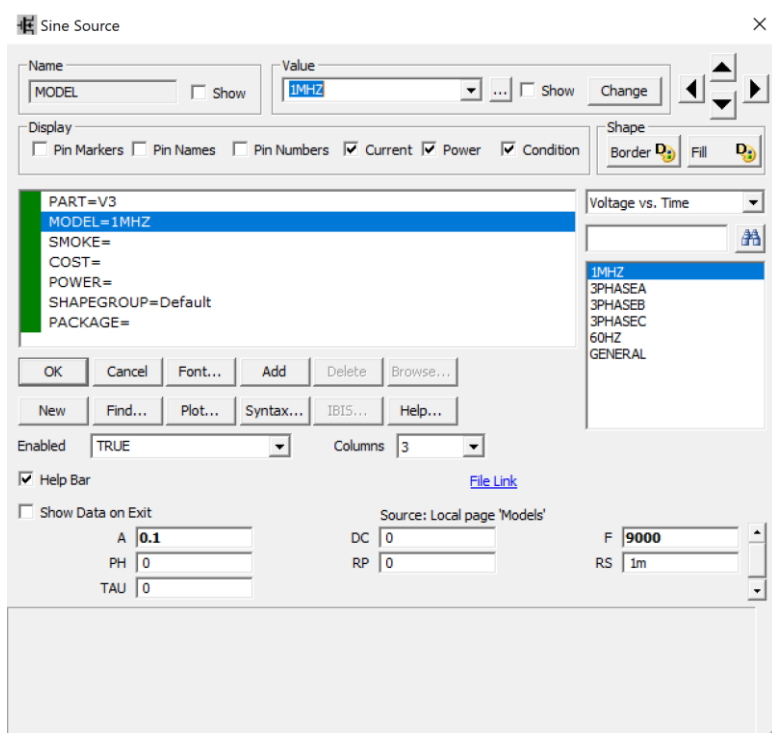 Sine Source
Name
MODEL
Show
Value
1MHZ
...
Show
Change
Display
Pin Markers
Pin Names
Pin Numbers
Current
Power
Condition
Shape
Border
Fill
PART=V3
MODEL=1MHZ
SMOKE=
COST=
POWER=
SHAPEGROUP=Default
PACKAGE=
Voltage vs. Time
1MHZ
3PHASEA
3PHASEB
3PHASEC
60HZ
GENERAL
OK
Cancel
Font...
Add
Delete
Browse...
New
Find...
Plot...
Syntax...
IBIS...
Help...
Enabled
TRUE
Columns
3
Help Bar
File Link
Show Data on Exit
Source: Local page 'Models'
A 0.1
DC 0
F 9000
PH 0
RP 0
RS 1m
TAU 0